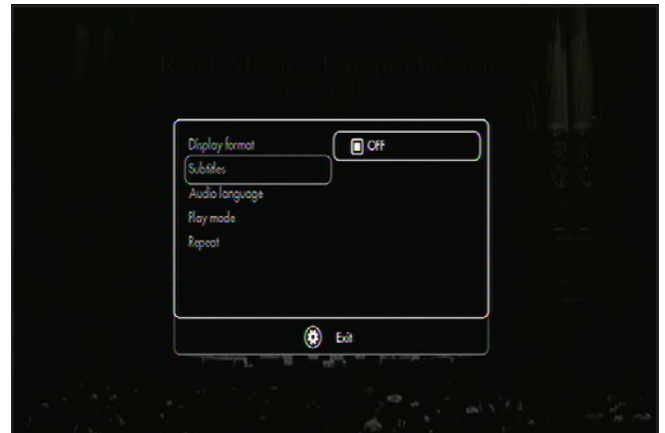 Display format
OFF
Subtitles
Audio language
Play mode
Repeat
Exit